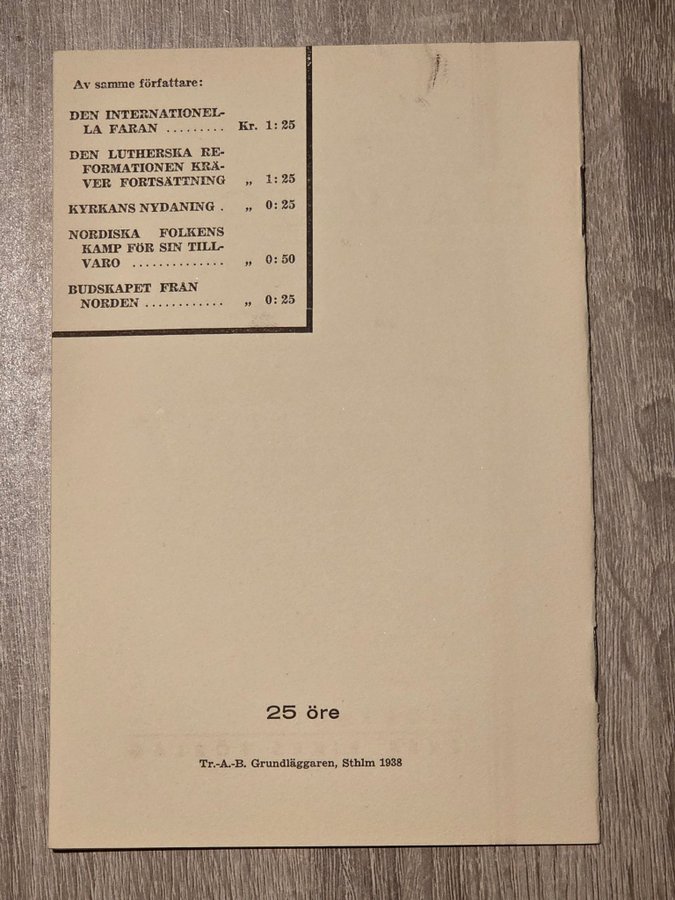 Av samme författare:
DEN INTERNATIONEL-
LA FARAN ......... Kr. 1:25
DEN LUTHERSKA RE-
FORMATIONEN KRÄ-
VER FORTSÄTTNING „ 1:25
KYRKANS NYDANING . „ 0:25
NORDISKA FOLKENS
KAMP FÖR SIN TILL-
VARO .............. „ 0:50
BUDSKAPET FRAN
NORDEN ............ „ 0:25
25 öre
Tr.-A.-B. Grundläggaren, Sthlm 1938